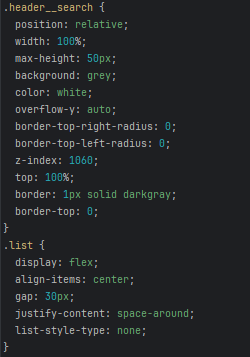 .header__search {
position: relative;
width: 100%;
max-height: 50px;
background: grey;
color: white;
overflow-y: auto;
border-top-right-radius: 0;
border-top-left-radius: 0;
z-index: 1060;
top: 100%;
border: 1px solid darkgray;
border-top: 0;
}
.list {
display: flex;
align-items: center;
gap: 30px;
justify-content: space-around;
list-style-type: none;
}